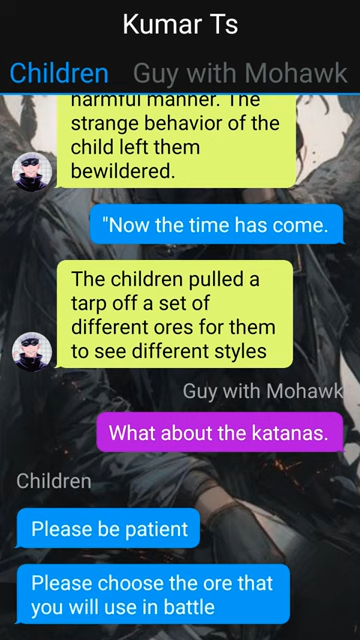 Kumar Ts
Children
Guy with Mohawk
harmful manner. The
strange behavior of the
child left them
bewildered.
"Now the time has come.
The children pulled a
tarp off a set of
different ores for them
to see different styles
Guy with Mohawk
What about the katanas.
Children
Please be patient
Please choose the ore that
you will use in battle